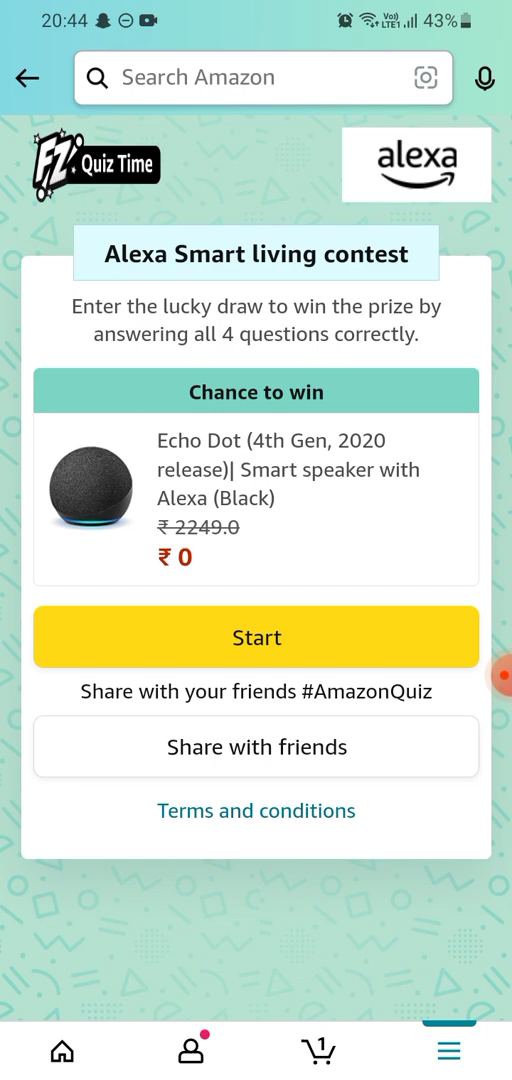 20:44 Vo) LTE1 43%
Search Amazon
FZ Quiz Time
alexa
Alexa Smart living contest
Enter the lucky draw to win the prize by
answering all 4 questions correctly.
Chance to win
Echo Dot (4th Gen, 2020
release)| Smart speaker with
Alexa (Black)
₹ 2249.0
₹ 0
Start
Share with your friends #AmazonQuiz
Share with friends
Terms and conditions
1